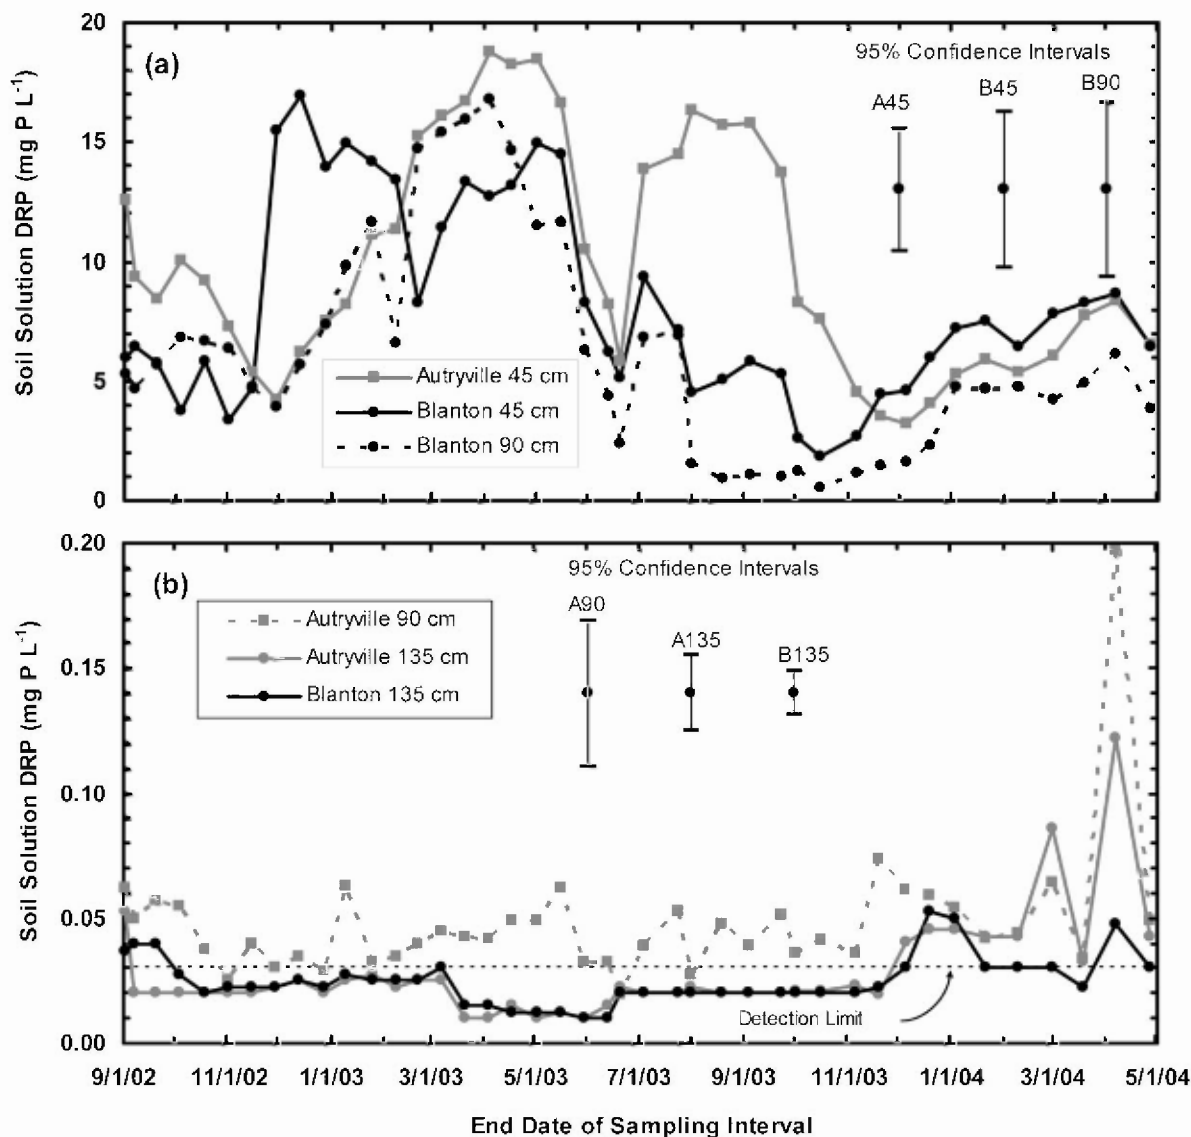 20
15
10
5
0
Soil Solution DRP (mg P L-1)
(a)
95% Confidence Intervals
A45
B45
B90
Autryville 45 cm
Blanton 45 cm
Blanton 90 cm
0.20
0.15
0.10
0.05
0.00
Soil Solution DRP (mg P L-1)
(b)
95% Confidence Intervals
A90
A135
B135
Autryville 90 cm
Autryville 135 cm
Blanton 135 cm
Detection Limit
9/1/02 11/1/02 1/1/03 3/1/03 5/1/03 7/1/03 9/1/03 11/1/03 1/1/04 3/1/04 5/1/04
End Date of Sampling Interval